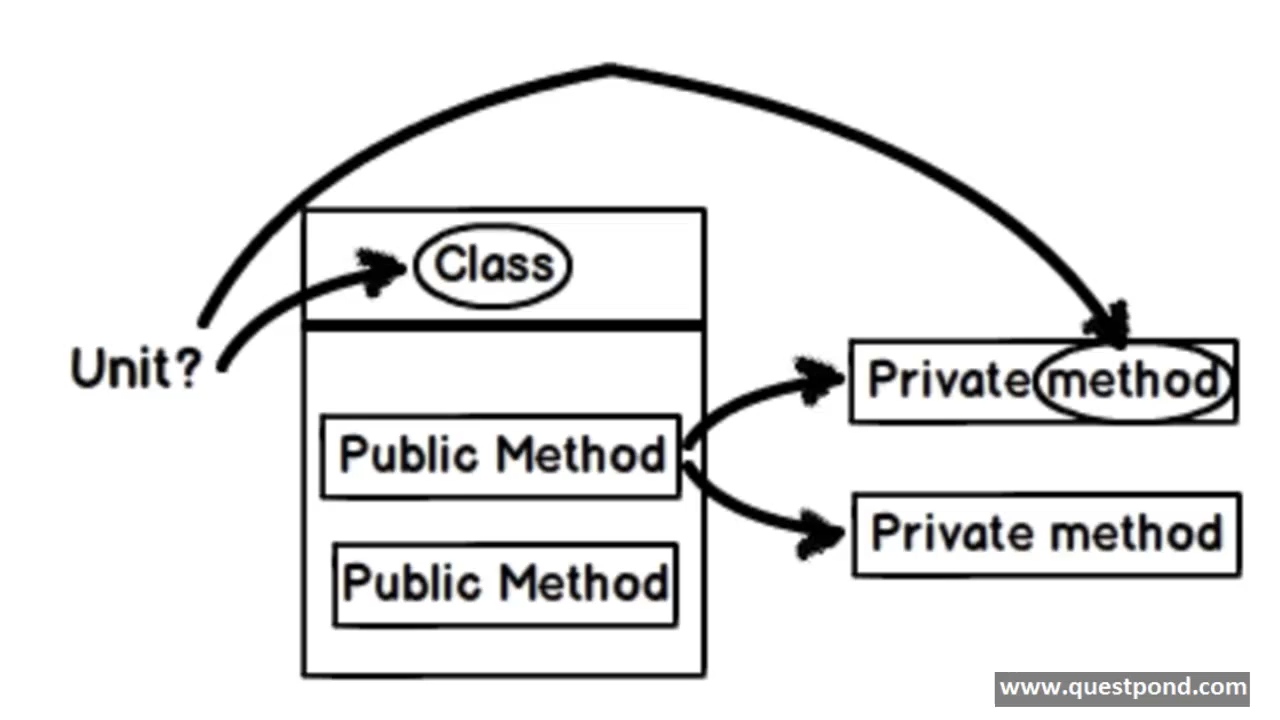 Class
Unit?
Private method
Public Method
Private method
Public Method
www.questpond.com